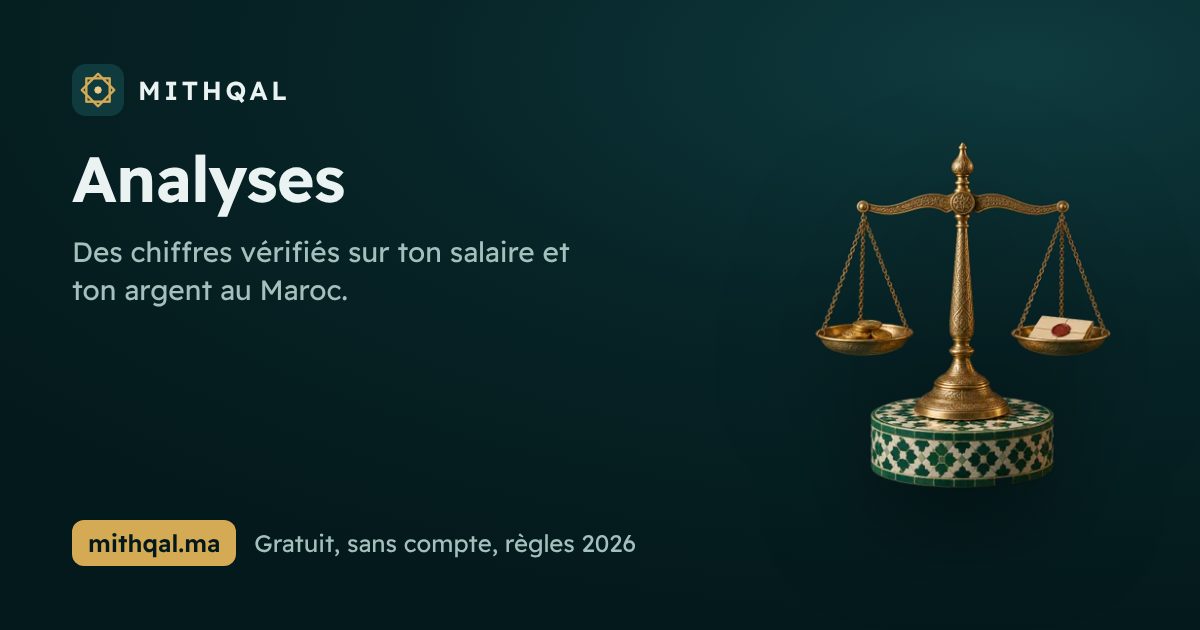 MITHQAL
Analyses
Des chiffres vérifiés sur ton salaire et
ton argent au Maroc.
mithqal.ma Gratuit, sans compte, règles 2026